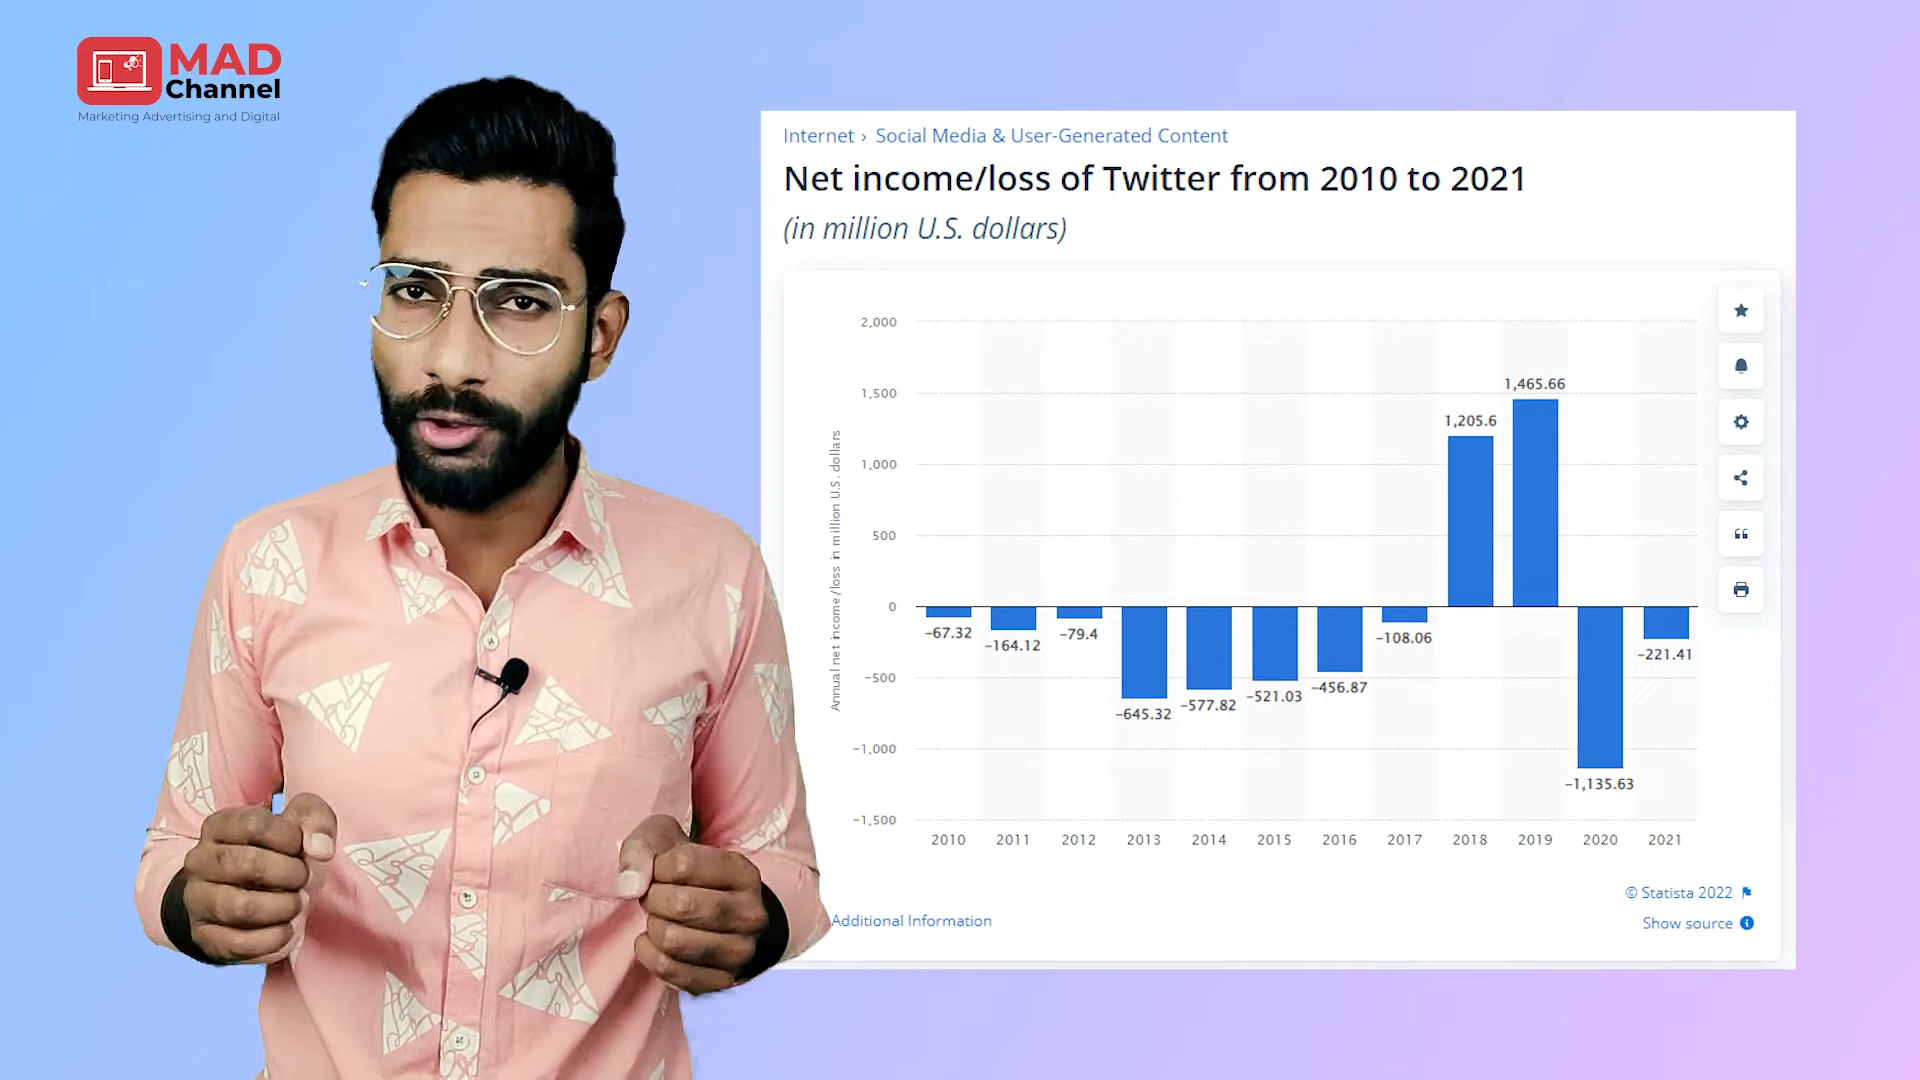 MAD
Channel
Marketing Advertising and Digital
Internet › Social Media & User-Generated Content
Net income/loss of Twitter from 2010 to 2021
(in million U.S. dollars)
Annual net income/loss in million U.S. dollars
2,000
1,500
1,000
500
0
−500
−1,000
−1,500
−67.32
−164.12
−79.4
−645.32
−577.82
−521.03
−456.87
−108.06
1,205.6
1,465.66
−1,135.63
−221.41
2010 2011 2012 2013 2014 2015 2016 2017 2018 2019 2020 2021
© Statista 2022
Additional Information
Show source